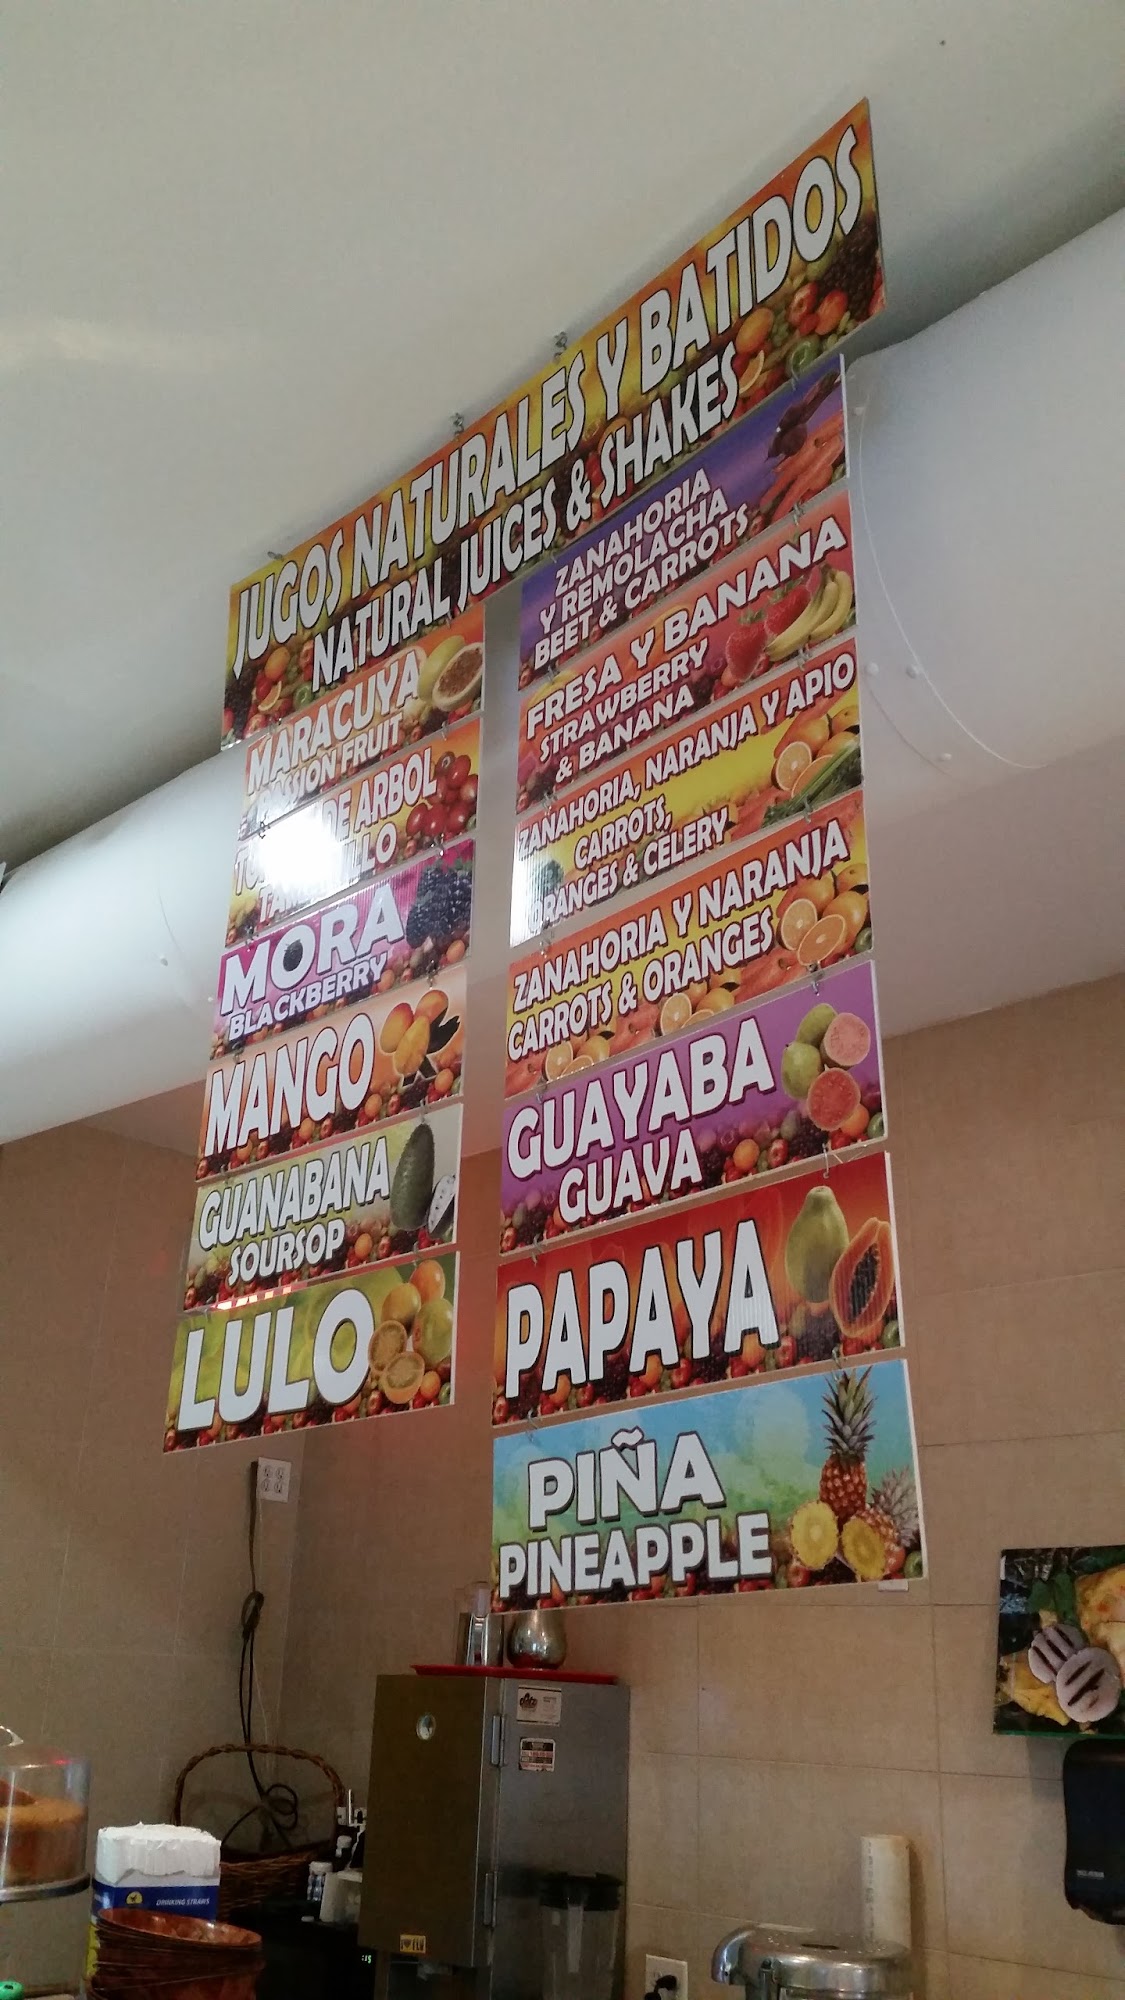 JUGOS NATURALES Y BATIDOS
NATURAL JUICES & SHAKES
MARACUYA
PASSION FRUIT
DE ARBOL
MORA
BLACKBERRY
MANGO
GUANABANA
SOURSOP
LULO
ZANAHORIA
Y REMOLACHA
BEET & CARROTS
FRESA Y BANANA
STRAWBERRY
& BANANA
ZANAHORIA, NARANJA Y APIO
CARROTS,
ORANGES & CELERY
ZANAHORIA Y NARANJA
CARROTS & ORANGES
GUAYABA
GUAVA
PAPAYA
PIÑA
PINEAPPLE
DRINKING STRAWS